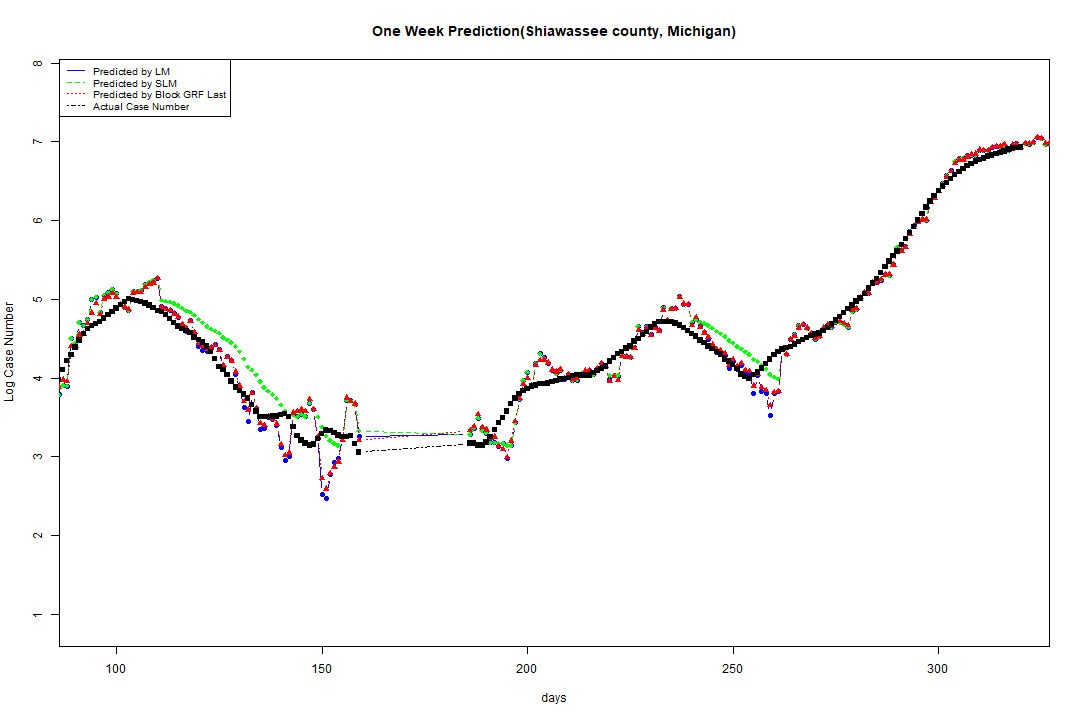 One Week Prediction(Shiawassee county, Michigan)
Predicted by LM
Predicted by SLM
Predicted by Block GRF Last
Actual Case Number
8
7
6
5
4
3
2
1
Log Case Number
100 150 200 250 300
days